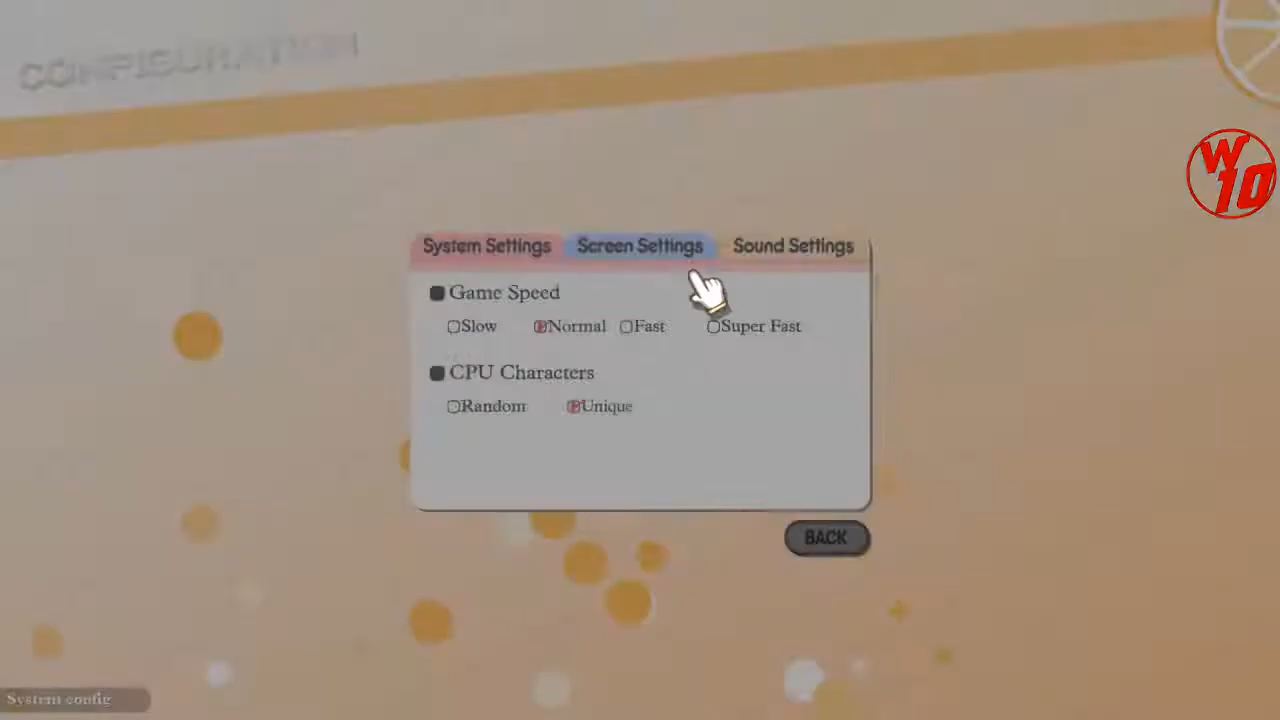 CONFIGURATION
W
10
System Settings Screen Settings Sound Settings
Game Speed
Slow Normal Fast Super Fast
CPU Characters
Random Unique
BACK
System config